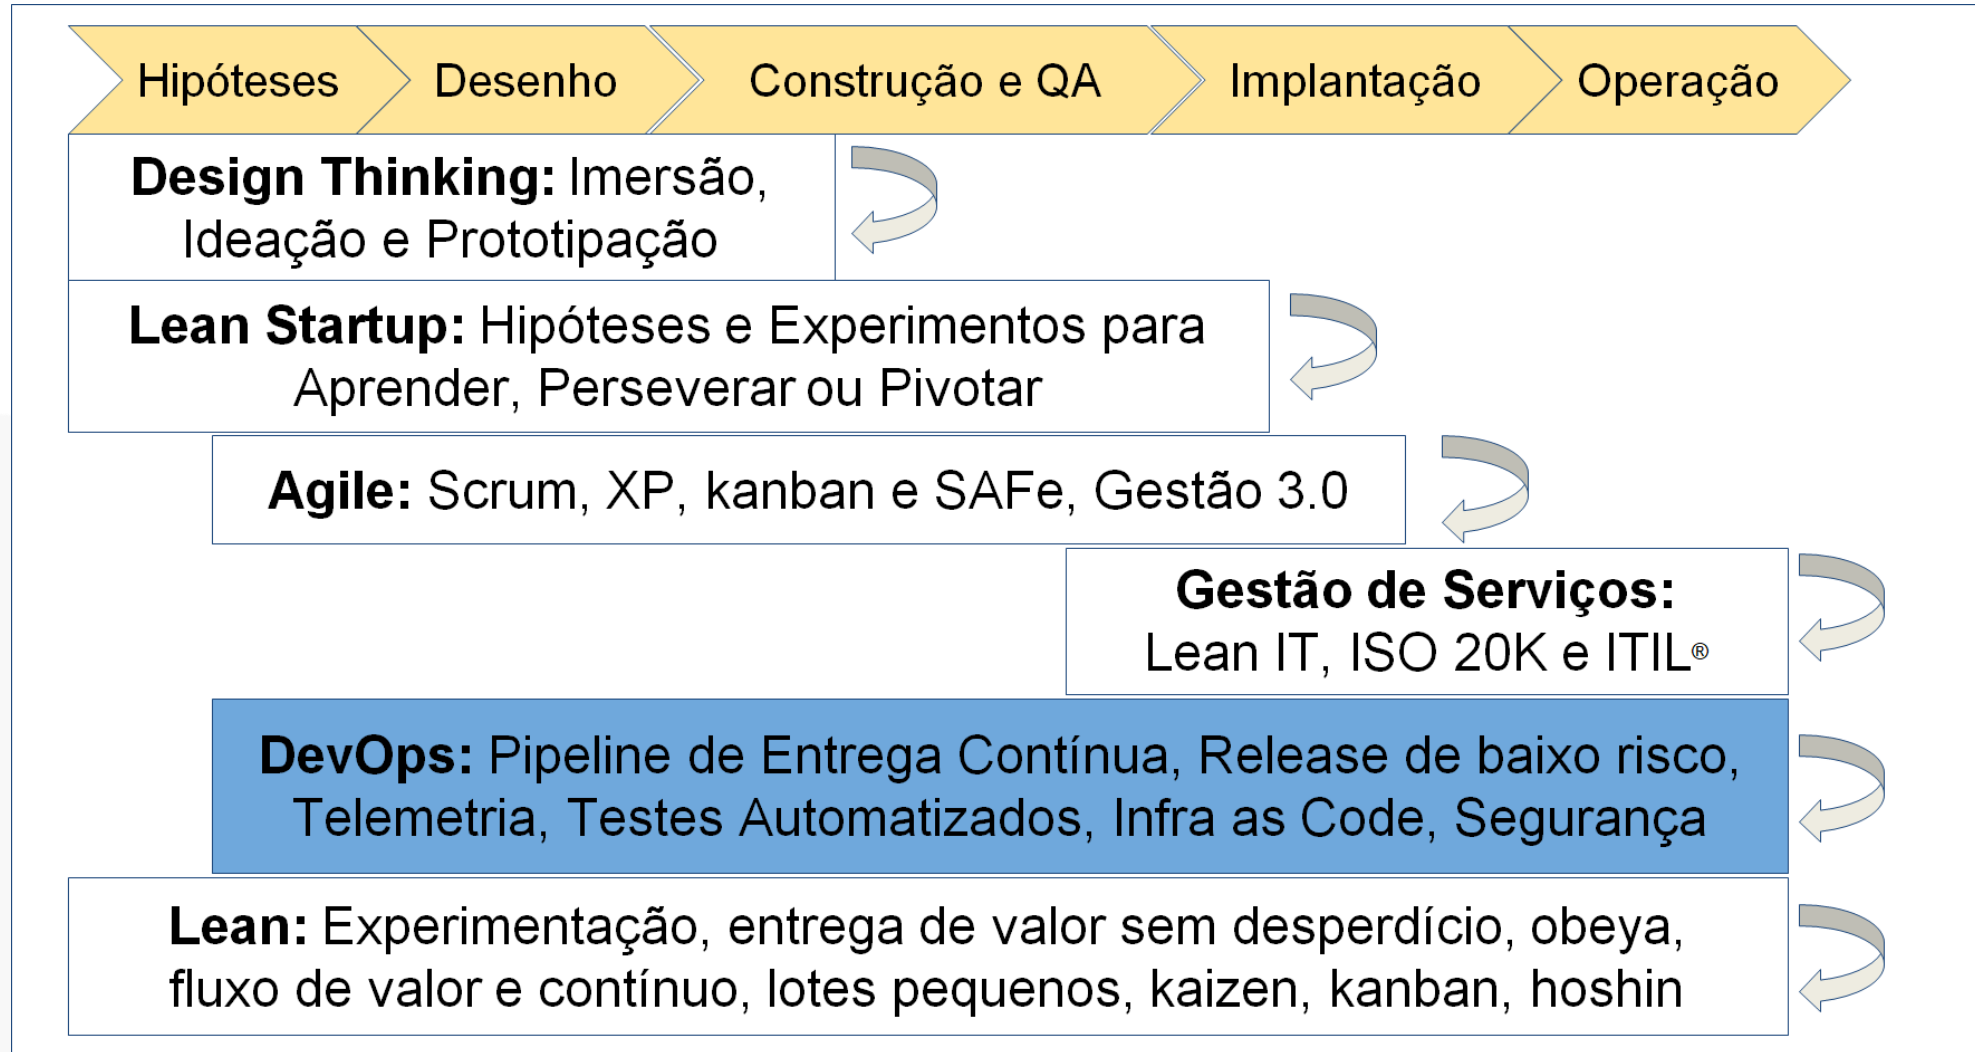 Hipóteses
Desenho
Construção e QA
Implantação
Operação
Design Thinking: Imersão,
Ideação e Prototipação
Lean Startup: Hipóteses e Experimentos para
Aprender, Perseverar ou Pivotar
Agile: Scrum, XP, kanban e SAFe, Gestão 3.0
Gestão de Serviços:
Lean IT, ISO 20K e ITIL®
DevOps: Pipeline de Entrega Contínua, Release de baixo risco,
Telemetria, Testes Automatizados, Infra as Code, Segurança
Lean: Experimentação, entrega de valor sem desperdício, obeya,
fluxo de valor e contínuo, lotes pequenos, kaizen, kanban, hoshin